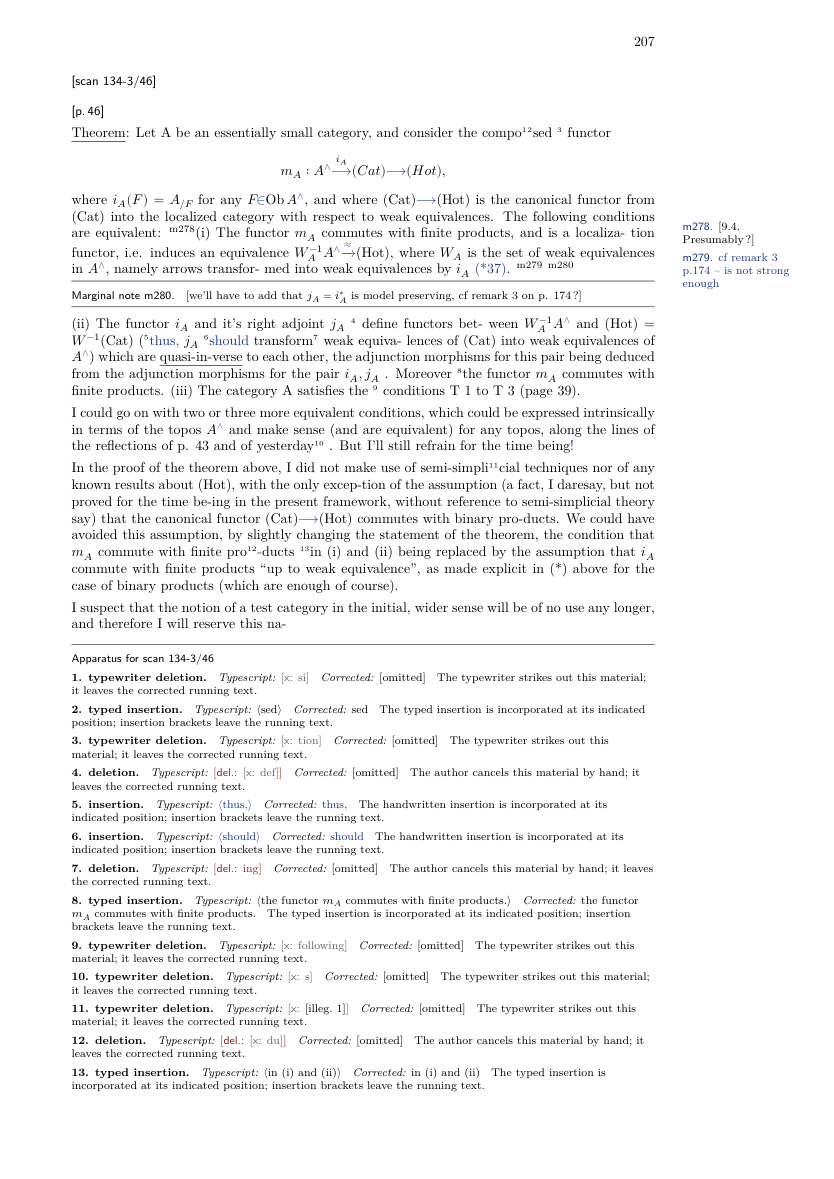 207
[scan 134-3/46]
[p. 46]
Theorem: Let A be an essentially small category, and consider the compo¹²sed ³ functor
m_A : A^∧ —i_A→ (Cat)⟶(Hot),
where i_A(F) = A_/F for any F∈Ob A^∧, and where (Cat)⟶(Hot) is the canonical functor from
(Cat) into the localized category with respect to weak equivalences. The following conditions
are equivalent: ᵐ²⁷⁸(i) The functor m_A commutes with finite products, and is a localiza- tion
functor, i.e. induces an equivalence W_A^{-1}A^∧ ≈→(Hot), where W_A is the set of weak equivalences
in A^∧, namely arrows transfor- med into weak equivalences by i_A (*37). ᵐ²⁷⁹ ᵐ²⁸⁰
m278. [9.4.
Presumably?]
m279. cf remark 3
p.174 – is not strong
enough
Marginal note m280. [we'll have to add that j_A = i*_A is model preserving, cf remark 3 on p. 174?]
(ii) The functor i_A and it's right adjoint j_A ⁴ define functors bet- ween W_A^{-1}A^∧ and (Hot) =
W^{-1}(Cat) (⁵thus, j_A ⁶should transform⁷ weak equiva- lences of (Cat) into weak equivalences of
A^∧) which are quasi-in-verse to each other, the adjunction morphisms for this pair being deduced
from the adjunction morphisms for the pair i_A,j_A . Moreover ⁸the functor m_A commutes with
finite products. (iii) The category A satisfies the ⁹ conditions T 1 to T 3 (page 39).
I could go on with two or three more equivalent conditions, which could be expressed intrinsically
in terms of the topos A^∧ and make sense (and are equivalent) for any topos, along the lines of
the reflections of p. 43 and of yesterday¹⁰ . But I'll still refrain for the time being!
In the proof of the theorem above, I did not make use of semi-simpli¹¹cial techniques nor of any
known results about (Hot), with the only excep-tion of the assumption (a fact, I daresay, but not
proved for the time be-ing in the present framework, without reference to semi-simplicial theory
say) that the canonical functor (Cat)⟶(Hot) commutes with binary pro-ducts. We could have
avoided this assumption, by slightly changing the statement of the theorem, the condition that
m_A commute with finite pro¹²-ducts ¹³in (i) and (ii) being replaced by the assumption that i_A
commute with finite products “up to weak equivalence”, as made explicit in (*) above for the
case of binary products (which are enough of course).
I suspect that the notion of a test category in the initial, wider sense will be of no use any longer,
and therefore I will reserve this na-
Apparatus for scan 134-3/46
1. typewriter deletion. Typescript: [x: si] Corrected: [omitted] The typewriter strikes out this material;
it leaves the corrected running text.
2. typed insertion. Typescript: ⟨sed⟩ Corrected: sed The typed insertion is incorporated at its indicated
position; insertion brackets leave the running text.
3. typewriter deletion. Typescript: [x: tion] Corrected: [omitted] The typewriter strikes out this
material; it leaves the corrected running text.
4. deletion. Typescript: [del.: [x: def]] Corrected: [omitted] The author cancels this material by hand; it
leaves the corrected running text.
5. insertion. Typescript: ⟨thus,⟩ Corrected: thus, The handwritten insertion is incorporated at its
indicated position; insertion brackets leave the running text.
6. insertion. Typescript: ⟨should⟩ Corrected: should The handwritten insertion is incorporated at its
indicated position; insertion brackets leave the running text.
7. deletion. Typescript: [del.: ing] Corrected: [omitted] The author cancels this material by hand; it leaves
the corrected running text.
8. typed insertion. Typescript: ⟨the functor m_A commutes with finite products.⟩ Corrected: the functor
m_A commutes with finite products. The typed insertion is incorporated at its indicated position; insertion
brackets leave the running text.
9. typewriter deletion. Typescript: [x: following] Corrected: [omitted] The typewriter strikes out this
material; it leaves the corrected running text.
10. typewriter deletion. Typescript: [x: s] Corrected: [omitted] The typewriter strikes out this material;
it leaves the corrected running text.
11. typewriter deletion. Typescript: [x: [illeg. 1]] Corrected: [omitted] The typewriter strikes out this
material; it leaves the corrected running text.
12. deletion. Typescript: [del.: [x: du]] Corrected: [omitted] The author cancels this material by hand; it
leaves the corrected running text.
13. typed insertion. Typescript: ⟨in (i) and (ii)⟩ Corrected: in (i) and (ii) The typed insertion is
incorporated at its indicated position; insertion brackets leave the running text.